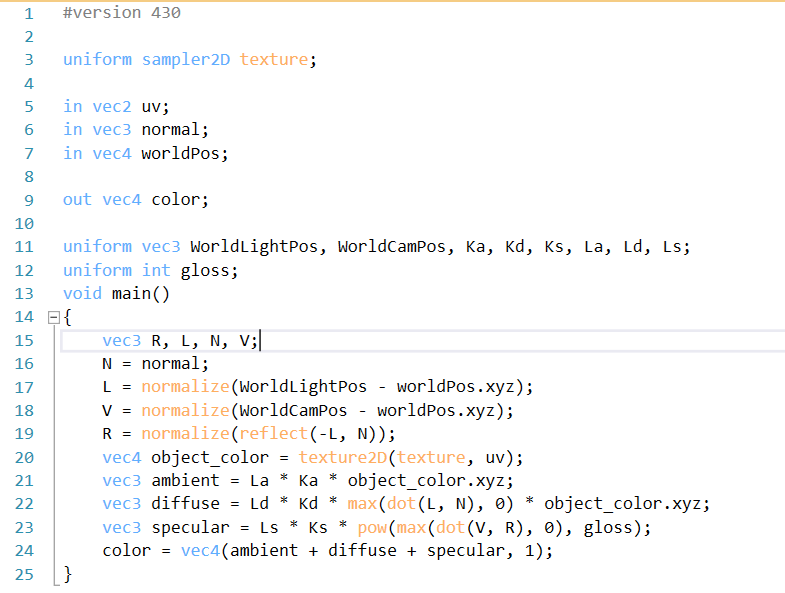 1 #version 430
2
3 uniform sampler2D texture;
4
5 in vec2 uv;
6 in vec3 normal;
7 in vec4 worldPos;
8
9 out vec4 color;
10
11 uniform vec3 WorldLightPos, WorldCamPos, Ka, Kd, Ks, La, Ld, Ls;
12 uniform int gloss;
13 void main()
14 {
15 vec3 R, L, N, V;
16 N = normal;
17 L = normalize(WorldLightPos - worldPos.xyz);
18 V = normalize(WorldCamPos - worldPos.xyz);
19 R = normalize(reflect(-L, N));
20 vec4 object_color = texture2D(texture, uv);
21 vec3 ambient = La * Ka * object_color.xyz;
22 vec3 diffuse = Ld * Kd * max(dot(L, N), 0) * object_color.xyz;
23 vec3 specular = Ls * Ks * pow(max(dot(V, R), 0), gloss);
24 color = vec4(ambient + diffuse + specular, 1);
25 }